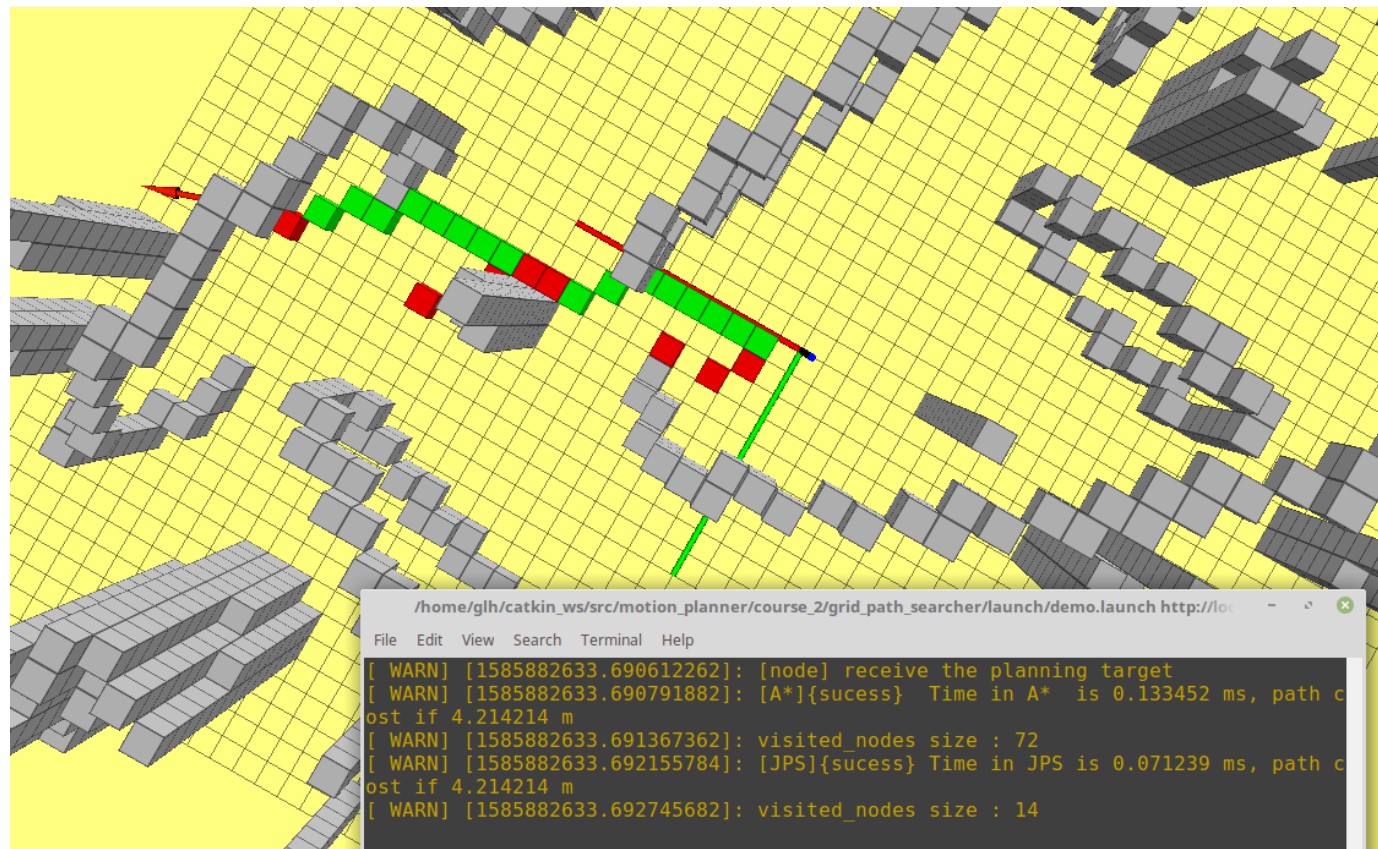 /home/glh/catkin_ws/src/motion_planner/course_2/grid_path_searcher/launch/demo.launch http://loc
File Edit View Search Terminal Help
[ WARN] [1585882633.690612262]: [node] receive the planning target
[ WARN] [1585882633.690791882]: [A*]{sucess}  Time in A*  is 0.133452 ms, path c
ost if 4.214214 m
[ WARN] [1585882633.691367362]: visited_nodes size : 72
[ WARN] [1585882633.692155784]: [JPS]{sucess} Time in JPS is 0.071239 ms, path c
ost if 4.214214 m
[ WARN] [1585882633.692745682]: visited_nodes size : 14